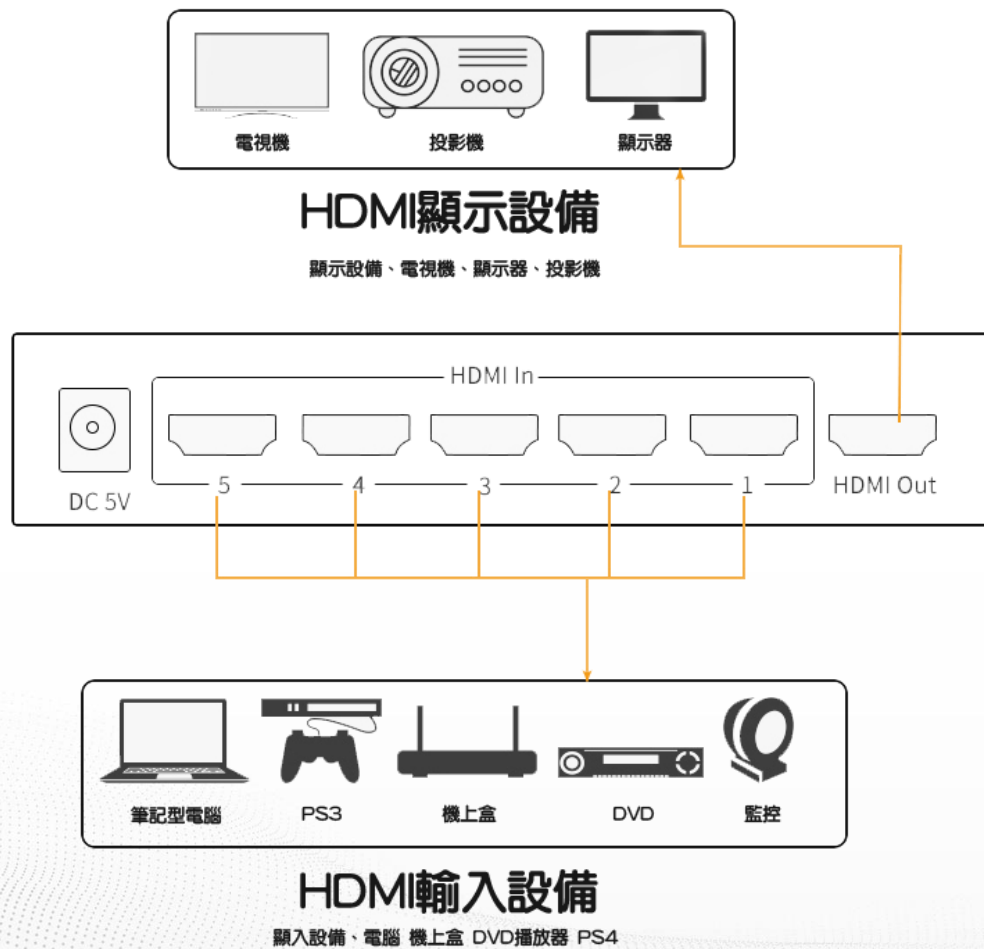 電視機 投影機 顯示器
HDMI顯示設備
顯示設備、電視機、顯示器、投影機
HDMI In
5 4 3 2 1
DC 5V HDMI Out
筆記型電腦 PS3 機上盒 DVD 監控
HDMI輸入設備
顯入設備、電腦 機上盒 DVD播放器 PS4